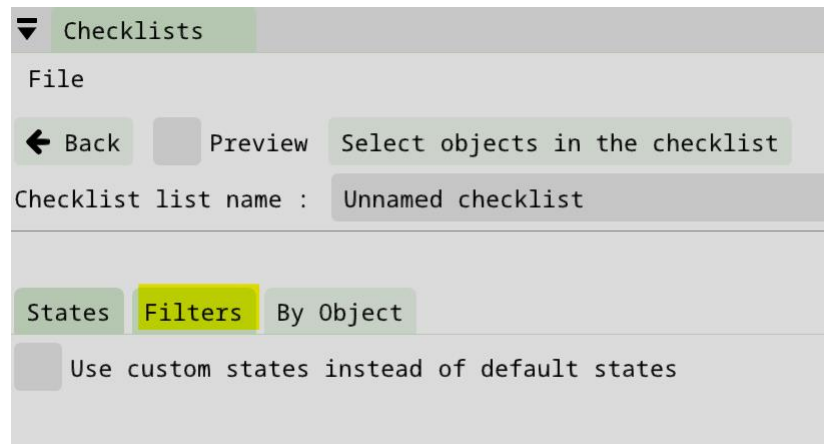 Checklists
File
Back Preview Select objects in the checklist
Checklist list name : Unnamed checklist
States Filters By Object
Use custom states instead of default states